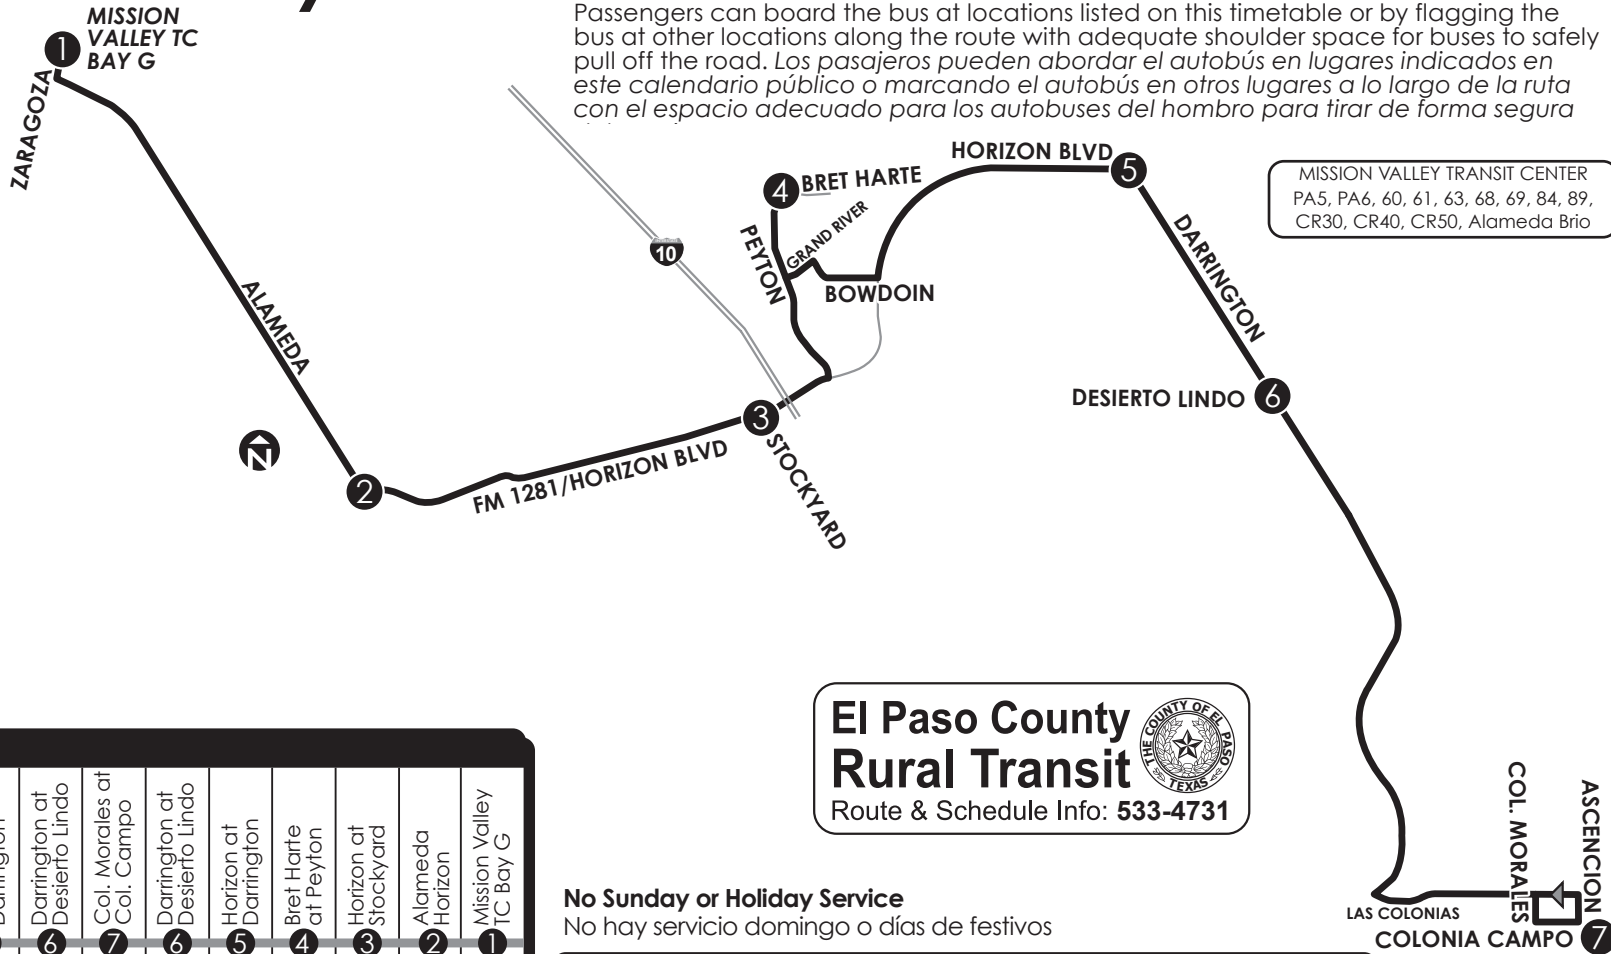 MISSION
VALLEY TC
BAY G
1
ZARAGOZA
Passengers can board the bus at locations listed on this timetable or by flagging the
bus at other locations along the route with adequate shoulder space for buses to safely
pull off the road. Los pasajeros pueden abordar el autobús en lugares indicados en
este calendario público o marcando el autobús en otros lugares a lo largo de la ruta
con el espacio adecuado para los autobuses del hombro para tirar de forma segura
HORIZON BLVD
5
4
BRET HARTE
MISSION VALLEY TRANSIT CENTER
PA5, PA6, 60, 61, 63, 68, 69, 84, 89,
CR30, CR40, CR50, Alameda Brio
GRAND RIVER
PEYTON
10
BOWDOIN
DARRINGTON
ALAMEDA
DESIERTO LINDO
6
3
STOCKYARD
N
2
FM 1281/HORIZON BLVD
El Paso County
Rural Transit
THE COUNTY OF EL PASO
TEXAS
Route & Schedule Info: 533-4731
Darrington at
Desierto Lindo
6
Col. Morales at
Col. Campo
7
Darrington at
Desierto Lindo
6
Horizon at
Darrington
5
Bret Harte
at Peyton
4
Horizon at
Stockyard
3
Alameda
Horizon
2
Mission Valley
TC Bay G
1
No Sunday or Holiday Service
No hay servicio domingo o días de festivos
COL. MORALES
ASCENCION
LAS COLONIAS
COLONIA CAMPO
7